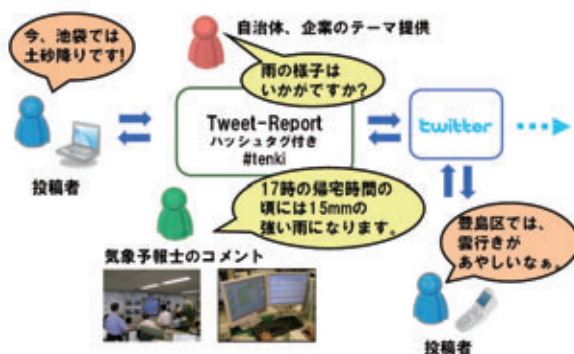 今、池袋では
土砂降りです!
自治体、企業のテーマ提供
雨の様子は
いかがですか?
Tweet-Report
ハッシュタグ付き
#tenki
twitter
投稿者
17時の帰宅時間の
頃には15mmの
強い雨になります。
気象予報士のコメント
豊島区では、
雲行きが
あやしいなぁ。
投稿者